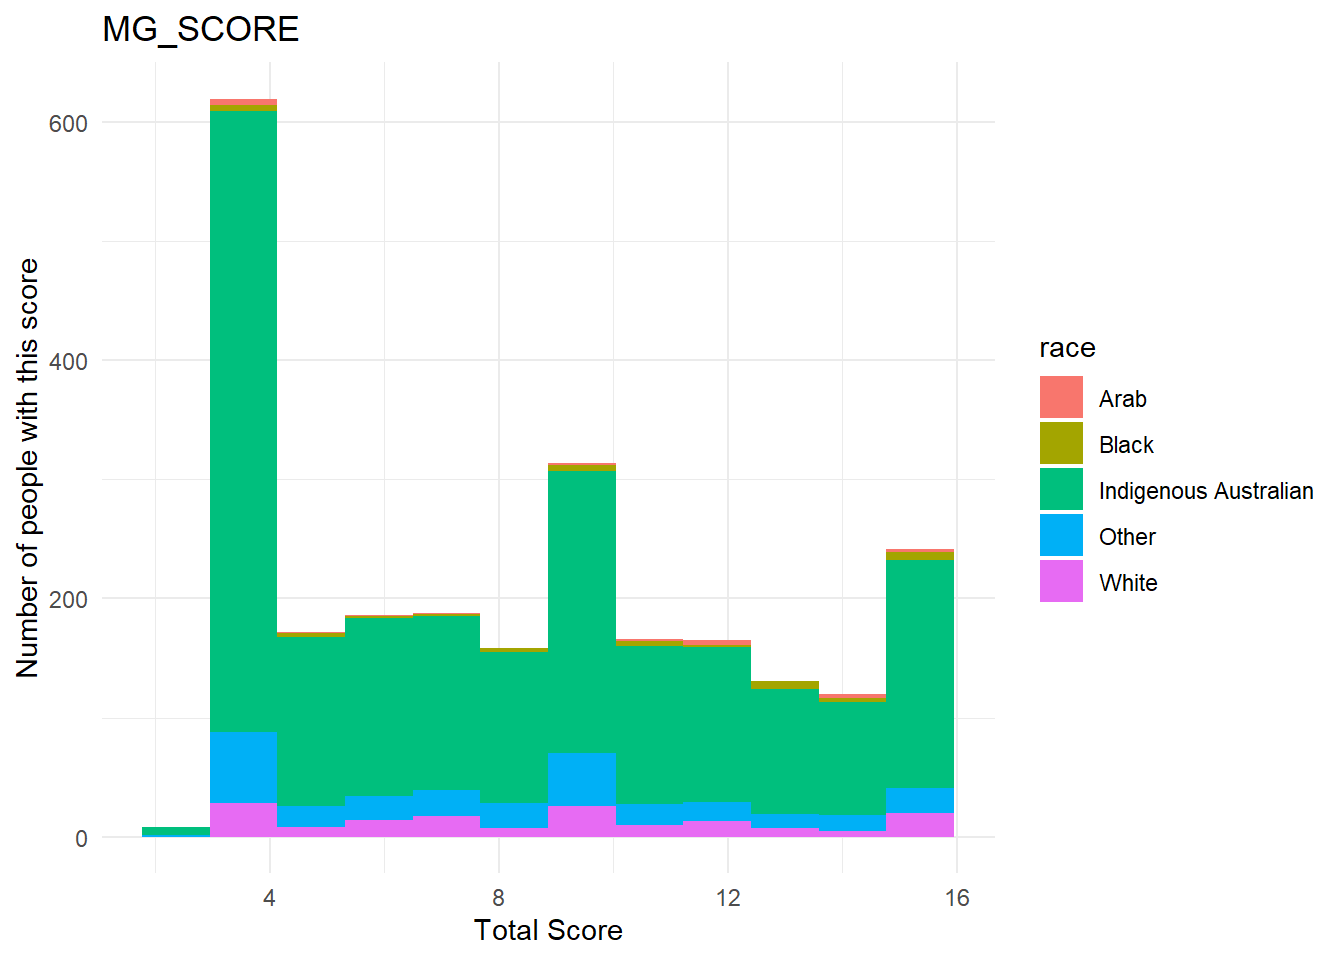 MG_SCORE
Number of people with this score
600
400
200
0
4 8 12 16
Total Score
race
Arab
Black
Indigenous Australian
Other
White